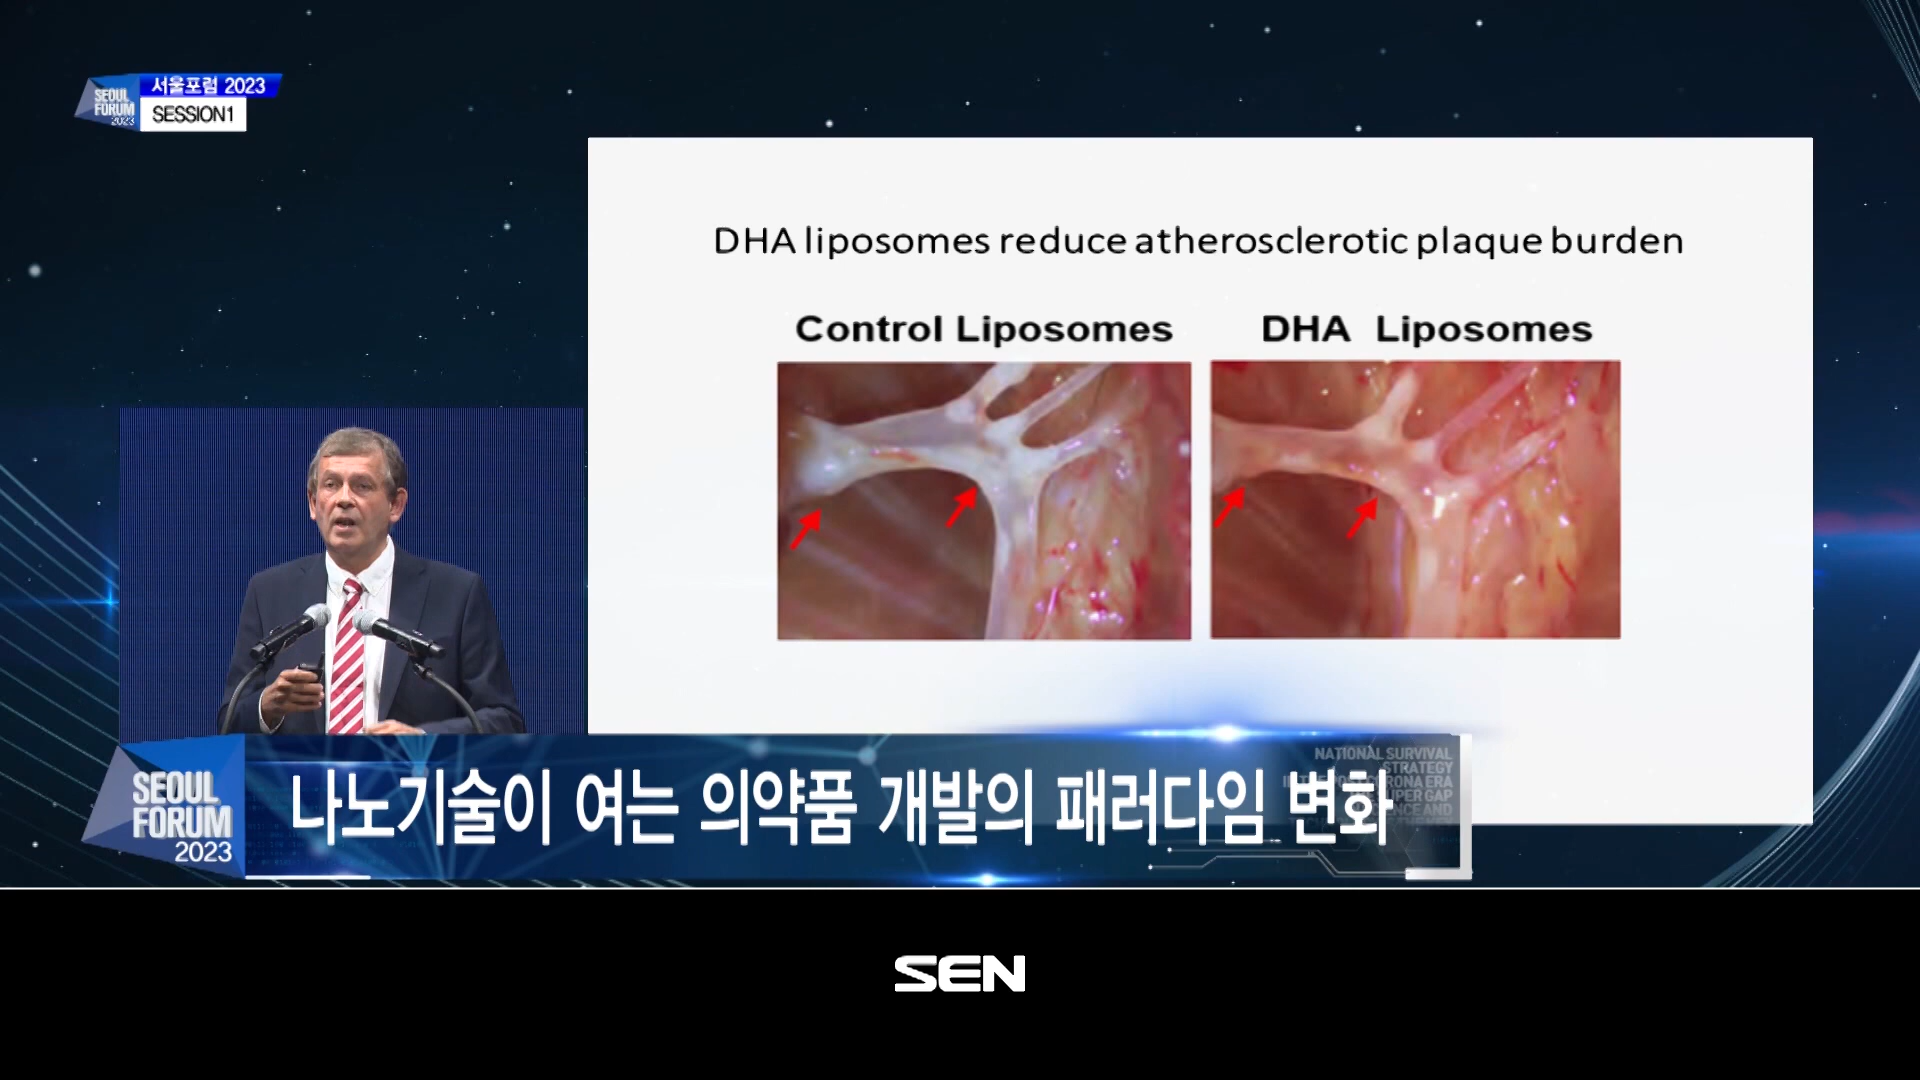 서울포럼 2023
SEOUL
FORUM
2023
SESSION1
DHA liposomes reduce atherosclerotic plaque burden
Control Liposomes
DHA Liposomes
NATIONAL SURVIVAL
STRATEGY
SEOUL
FORUM
2023
나노기술이 여는 의약품 개발의 패러다임 변화
SEN